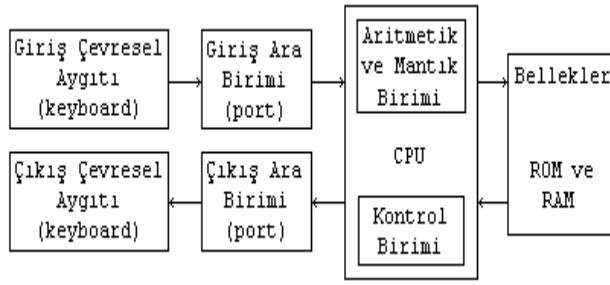 Giriş Çevresel
Aygıtı
(keyboard)
Giriş Ara
Birimi
(port)
Aritmetik
ve Mantık
Birimi
CPU
Kontrol
Birimi
Bellekler
ROM ve
RAM
Çıkış Çevresel
Aygıtı
(keyboard)
Çıkış Ara
Birimi
(port)